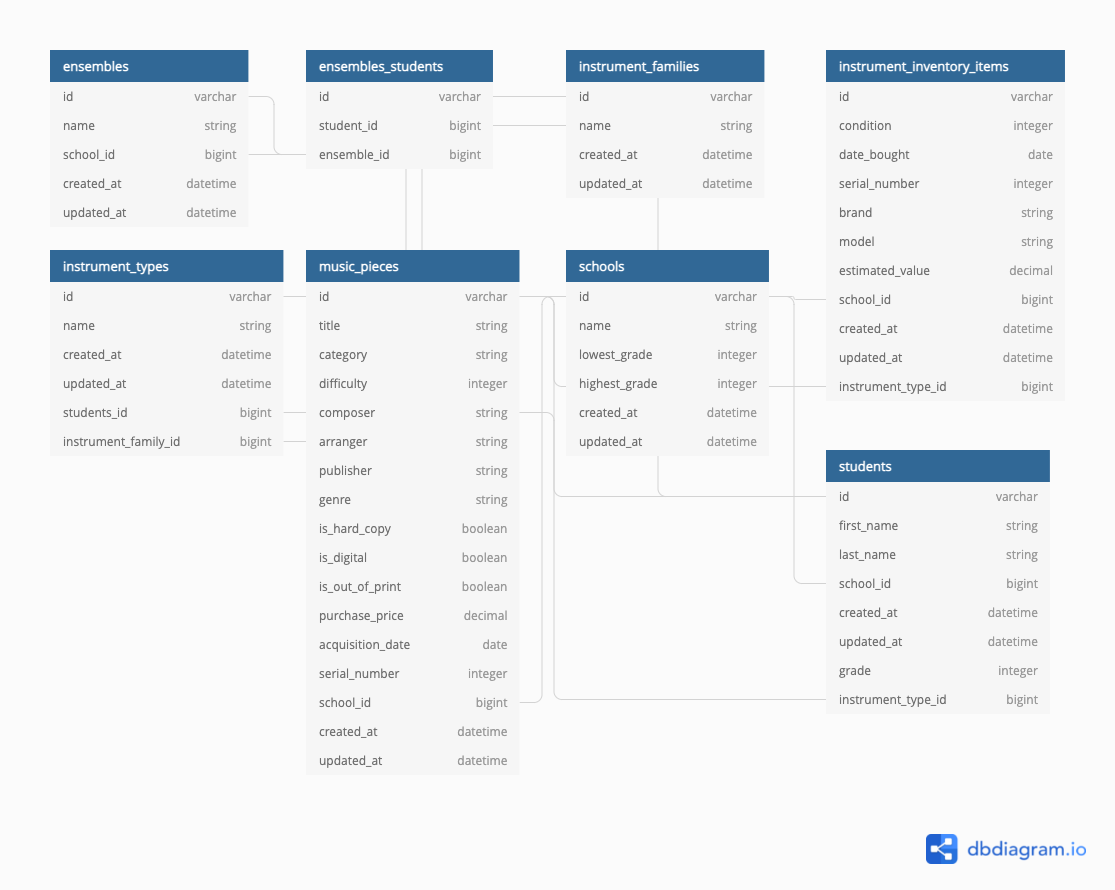 ensembles
id varchar
name string
school_id bigint
created_at datetime
updated_at datetime
ensembles_students
id varchar
student_id bigint
ensemble_id bigint
instrument_families
id varchar
name string
created_at datetime
updated_at datetime
instrument_inventory_items
id varchar
condition integer
date_bought date
serial_number integer
brand string
model string
estimated_value decimal
school_id bigint
created_at datetime
updated_at datetime
instrument_type_id bigint
instrument_types
id varchar
name string
created_at datetime
updated_at datetime
students_id bigint
instrument_family_id bigint
music_pieces
id varchar
title string
category string
difficulty integer
composer string
arranger string
publisher string
genre string
is_hard_copy boolean
is_digital boolean
is_out_of_print boolean
purchase_price decimal
acquisition_date date
serial_number integer
school_id bigint
created_at datetime
updated_at datetime
schools
id varchar
name string
lowest_grade integer
highest_grade integer
created_at datetime
updated_at datetime
students
id varchar
first_name string
last_name string
school_id bigint
created_at datetime
updated_at datetime
grade integer
instrument_type_id bigint
dbdiagram.io